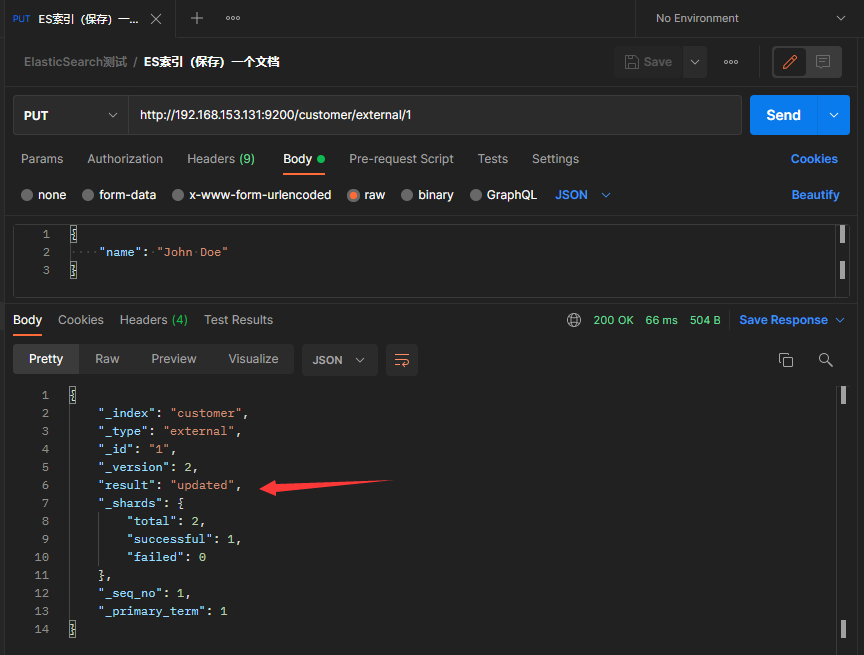 PUT ES索引（保存）一... No Environment
ElasticSearch测试 / ES索引（保存）一个文档 Save
PUT http://192.168.153.131:9200/customer/external/1 Send
Params Authorization Headers (9) Body Pre-request Script Tests Settings Cookies
none form-data x-www-form-urlencoded raw binary GraphQL JSON Beautify
1 {
2 "name": "John Doe"
3 }
Body Cookies Headers (4) Test Results 200 OK 66 ms 504 B Save Response
Pretty Raw Preview Visualize JSON
1 {
2 "_index": "customer",
3 "_type": "external",
4 "_id": "1",
5 "_version": 2,
6 "result": "updated",
7 "_shards": {
8 "total": 2,
9 "successful": 1,
10 "failed": 0
11 },
12 "_seq_no": 1,
13 "_primary_term": 1
14 }